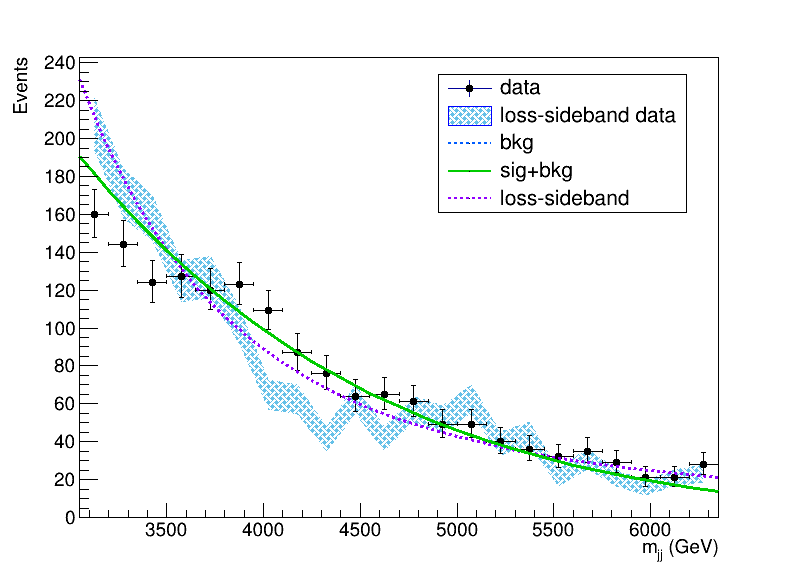 Events
240
220
200
180
160
140
120
100
80
60
40
20
0
data
loss-sideband data
bkg
sig+bkg
loss-sideband
3500 4000 4500 5000 5500 6000
m_jj (GeV)